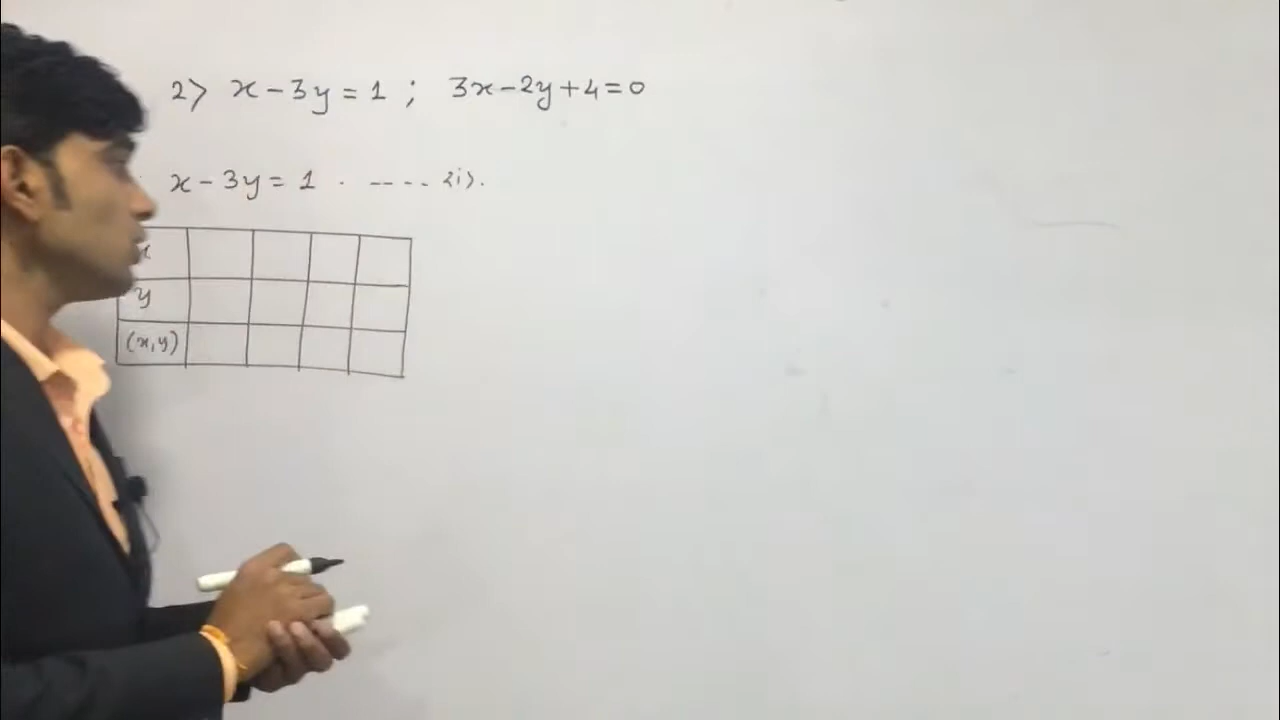 2> x-3y=1 ; 3x-2y+4=0
x-3y=1 . ---- <i>.
x
y
(x,y)